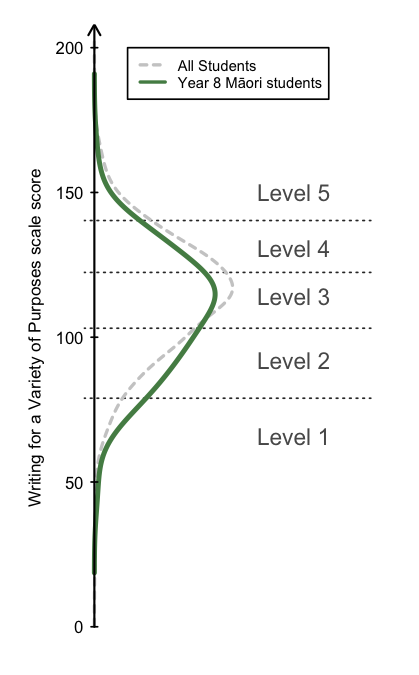 200
All Students
Year 8 Māori students
150
Level 5
Level 4
Level 3
100
Level 2
Level 1
50
0
Writing for a Variety of Purposes scale score